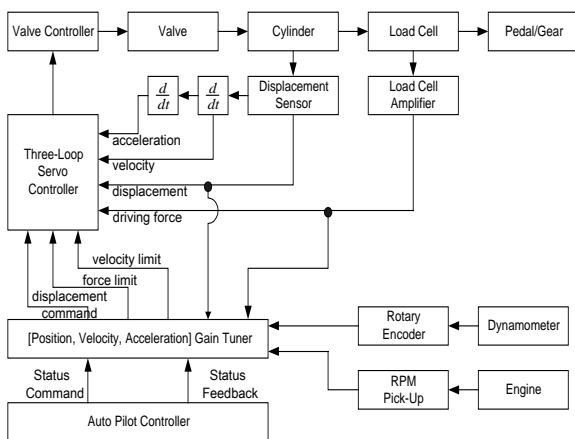 Valve Controller
Valve
Cylinder
Load Cell
Pedal/Gear
d
dt
d
dt
Displacement
Sensor
Load Cell
Amplifier
acceleration
Three-Loop
Servo
Controller
velocity
displacement
driving force
velocity limit
force limit
displacement
command
[Position, Velocity, Acceleration] Gain Tuner
Rotary
Encoder
Dynamometer
Status
Command
Status
Feedback
RPM
Pick-Up
Engine
Auto Pilot Controller